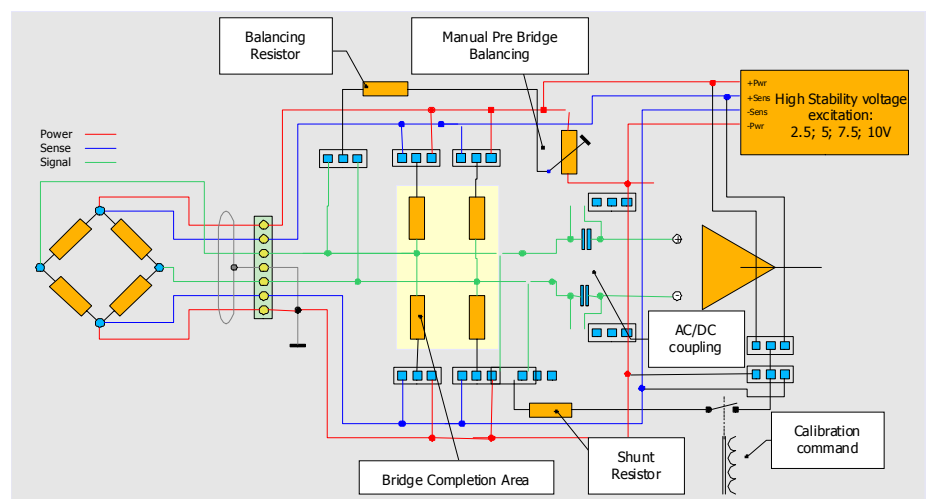 Balancing
Resistor
Manual Pre Bridge
Balancing
+Pwr
+Sens
-Sens
-Pwr
High Stability voltage
excitation:
2.5; 5; 7.5; 10V
Power
Sense
Signal
AC/DC
coupling
Calibration
command
Shunt
Resistor
Bridge Completion Area